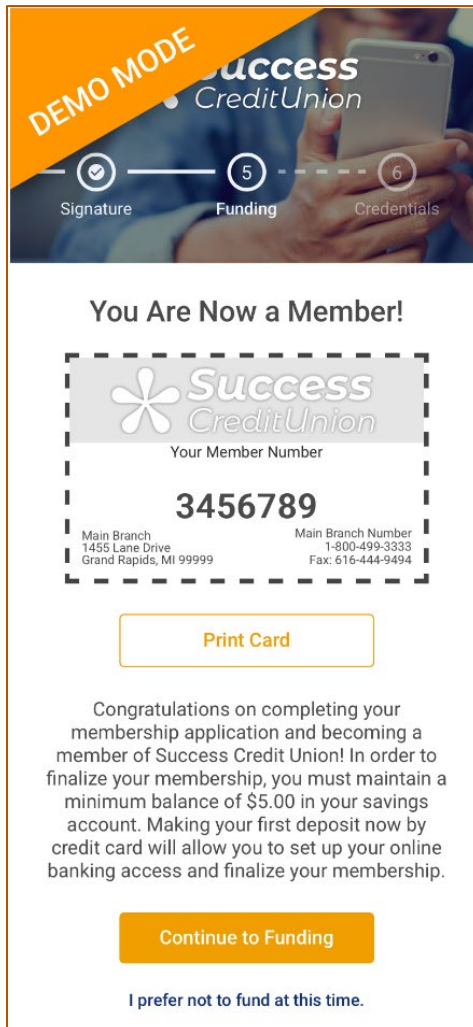 DEMO MODE
Success
CreditUnion
5
6
Signature
Funding
Credentials
You Are Now a Member!
Success
CreditUnion
Your Member Number
3456789
Main Branch
1455 Lane Drive
Grand Rapids, MI 99999
Main Branch Number
1-800-499-3333
Fax: 616-444-9494
Print Card
Congratulations on completing your
membership application and becoming a
member of Success Credit Union! In order to
finalize your membership, you must maintain a
minimum balance of $5.00 in your savings
account. Making your first deposit now by
credit card will allow you to set up your online
banking access and finalize your membership.
Continue to Funding
I prefer not to fund at this time.